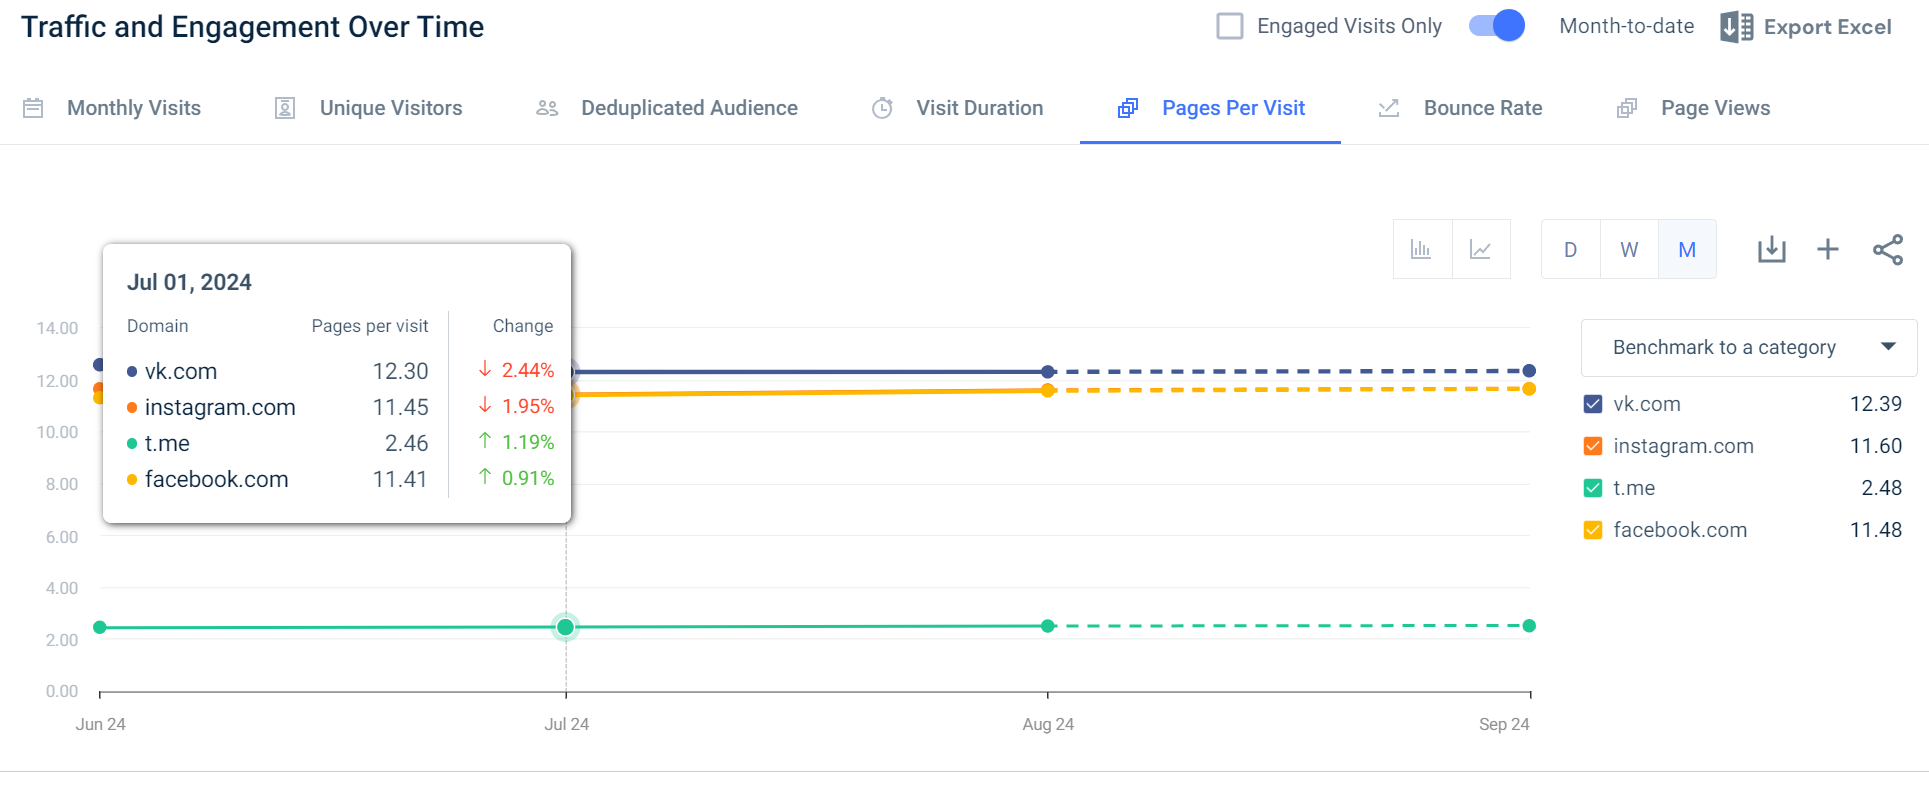 Traffic and Engagement Over Time
Engaged Visits Only
Month-to-date
Export Excel
Monthly Visits
Unique Visitors
Deduplicated Audience
Visit Duration
Pages Per Visit
Bounce Rate
Page Views
D W M
Jul 01, 2024
Domain Pages per visit Change
vk.com 12.30 ↓ 2.44%
instagram.com 11.45 ↓ 1.95%
t.me 2.46 ↑ 1.19%
facebook.com 11.41 ↑ 0.91%
14.00
12.00
10.00
8.00
6.00
4.00
2.00
0.00
Jun 24 Jul 24 Aug 24 Sep 24
Benchmark to a category
vk.com 12.39
instagram.com 11.60
t.me 2.48
facebook.com 11.48